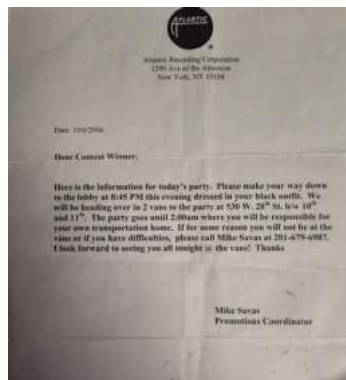 ATLANTIC
Atlantic Recording Corporation
1290 Ave of the Americas
New York, NY 10104
Date: 10/6/2006
Dear Contest Winner,
Here is the information for today's party. Please make your way down
to the lobby at 8:45 PM this evening dressed in your black outfit. We
will be heading over in 2 vans to the party at 530 W. 28th St. b/w 10th
and 11th. The party goes until 2:00am where you will be responsible for
your own transportation home. If for some reason you will not be at the
vans or if you have difficulties, please call Mike Savas at 201-679-6987.
I look forward to seeing you all tonight @ the vans! Thanks
Mike Savas
Promotions Coordinator